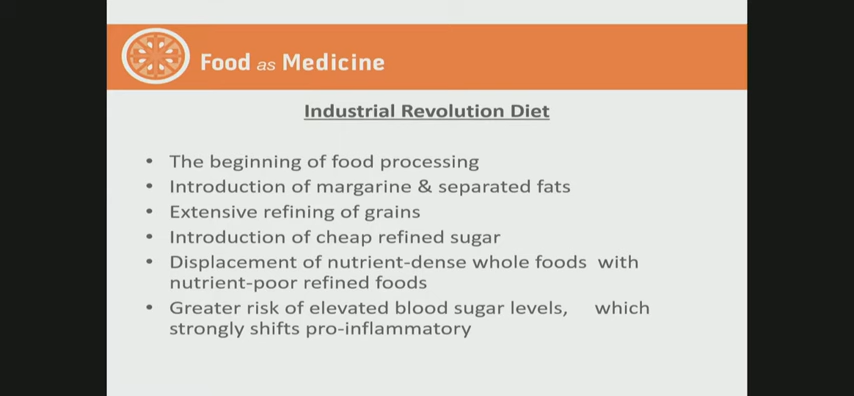 Food as Medicine
Industrial Revolution Diet
• The beginning of food processing
• Introduction of margarine & separated fats
• Extensive refining of grains
• Introduction of cheap refined sugar
• Displacement of nutrient-dense whole foods with
nutrient-poor refined foods
• Greater risk of elevated blood sugar levels, which
strongly shifts pro-inflammatory